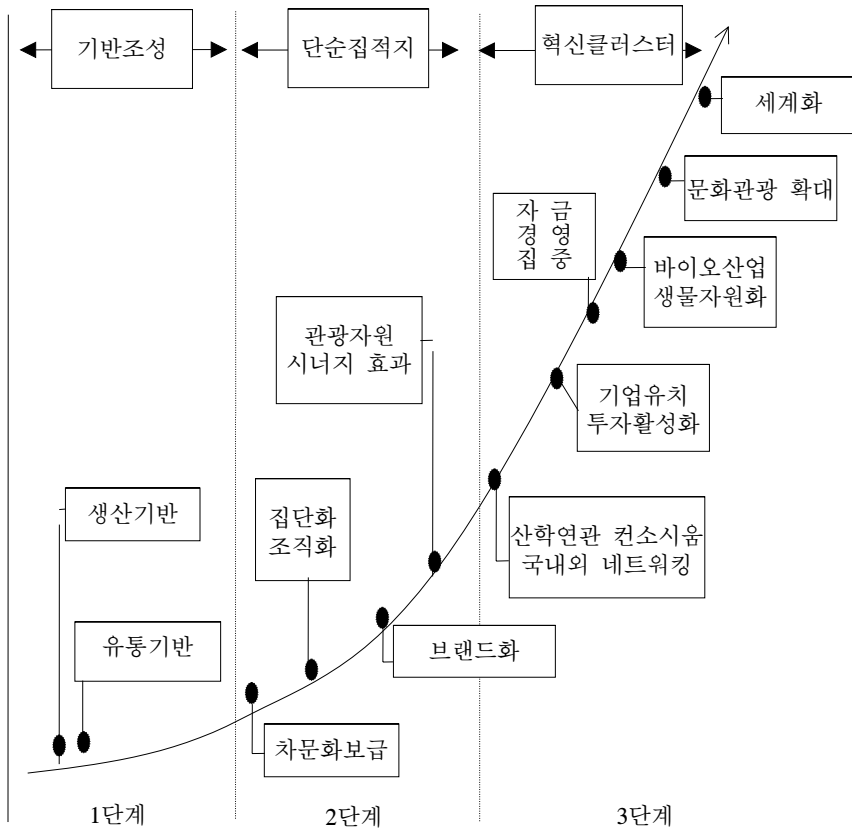 기반조성
단순집적지
혁신클러스터
세계화
문화관광 확대
자 금
경 영
집 중
바이오산업
생물자원화
관광자원
시너지 효과
기업유치
투자활성화
생산기반
집단화
조직화
산학연관 컨소시움
국내외 네트워킹
유통기반
브랜드화
차문화보급
1단계
2단계
3단계